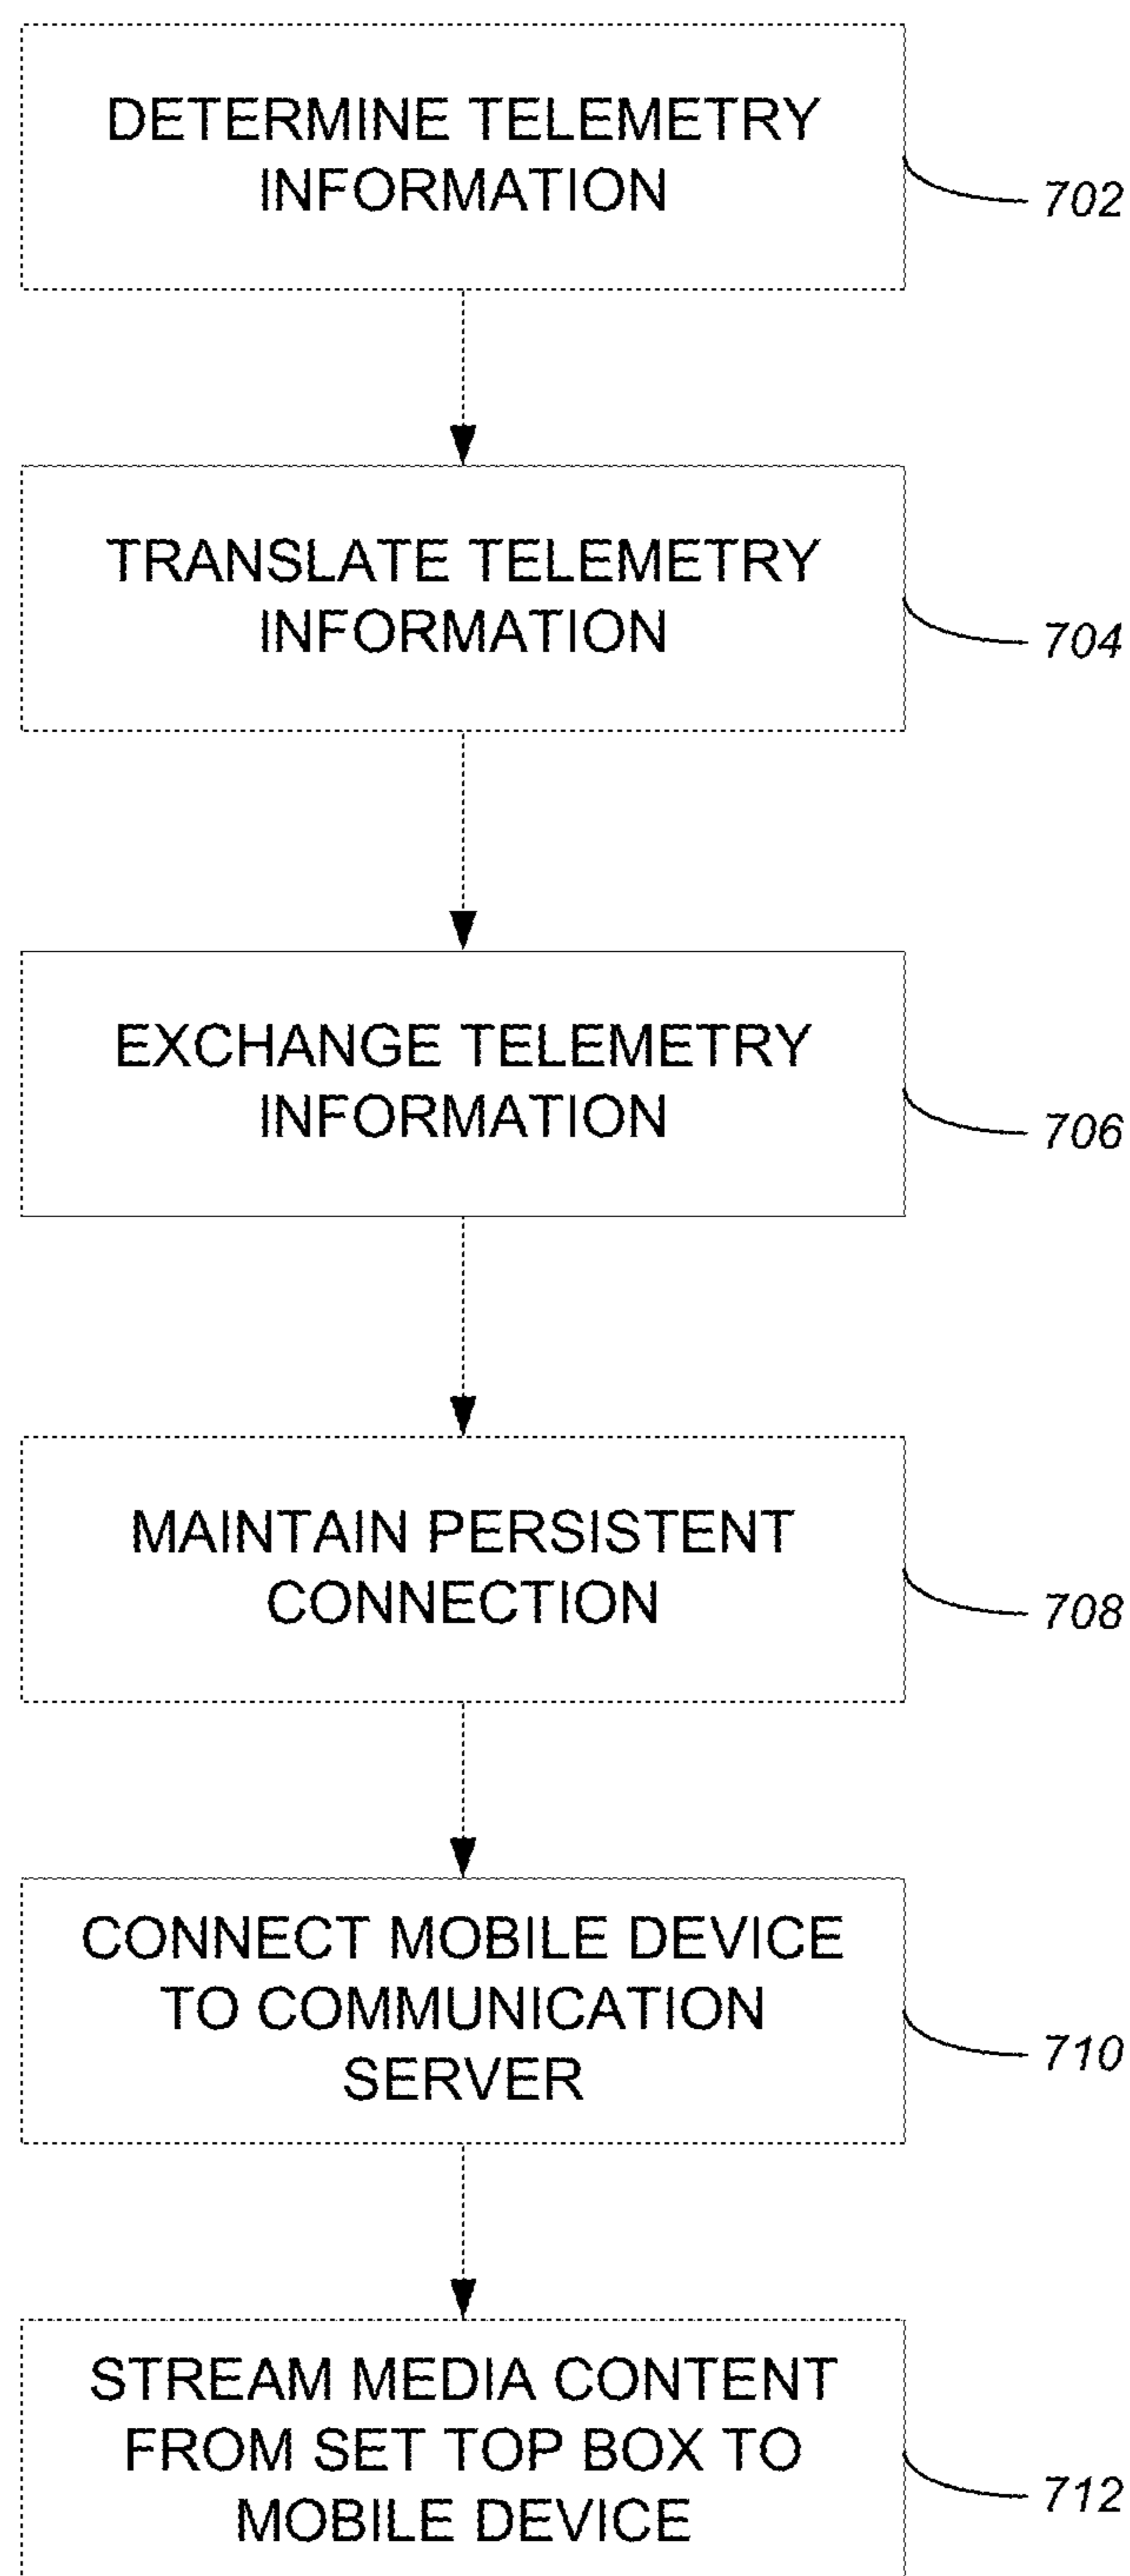 DETERMINE TELEMETRY
INFORMATION
702
TRANSLATE TELEMETRY
INFORMATION
704
EXCHANGE TELEMETRY
INFORMATION
706
MAINTAIN PERSISTENT
CONNECTION
708
CONNECT MOBILE DEVICE
TO COMMUNICATION
SERVER
710
STREAM MEDIA CONTENT
FROM SET TOP BOX TO
MOBILE DEVICE
712